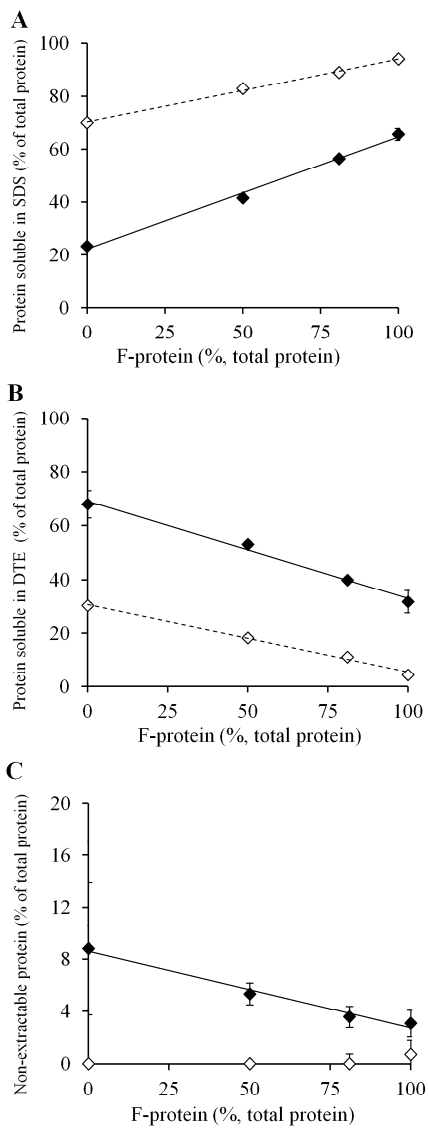 A
Protein soluble in SDS (% of total protein)
100
80
60
40
20
0
0 25 50 75 100
F-protein (%, total protein)
B
Protein soluble in DTE (% of total protein)
100
80
60
40
20
0
0 25 50 75 100
F-protein (%, total protein)
C
Non-extractable protein (% of total protein)
20
16
12
8
4
0
0 25 50 75 100
F-protein (%, total protein)